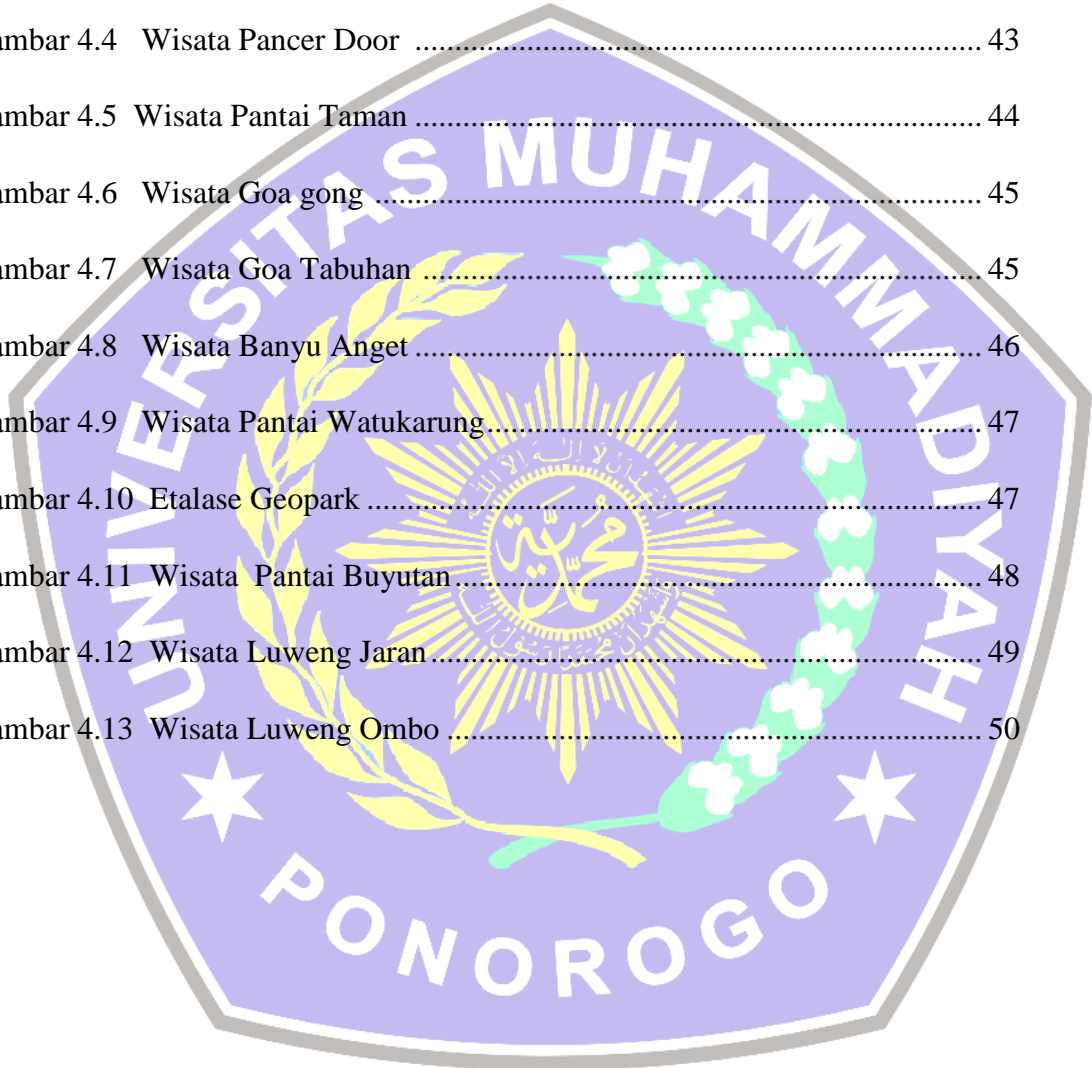 ambar 4.4 Wisata Pancer Door ........................................................................ 43
ambar 4.5 Wisata Pantai Taman ........................................................................ 44
ambar 4.6 Wisata Goa gong ............................................................................. 45
ambar 4.7 Wisata Goa Tabuhan ....................................................................... 45
ambar 4.8 Wisata Banyu Anget ........................................................................ 46
ambar 4.9 Wisata Pantai Watukarung............................................................... 47
ambar 4.10 Etalase Geopark .............................................................................. 47
ambar 4.11 Wisata Pantai Buyutan ................................................................... 48
ambar 4.12 Wisata Luweng Jaran ...................................................................... 49
ambar 4.13 Wisata Luweng Ombo .................................................................... 50
UNIVERSITAS MUHAMMADIYAH
PONOROGO